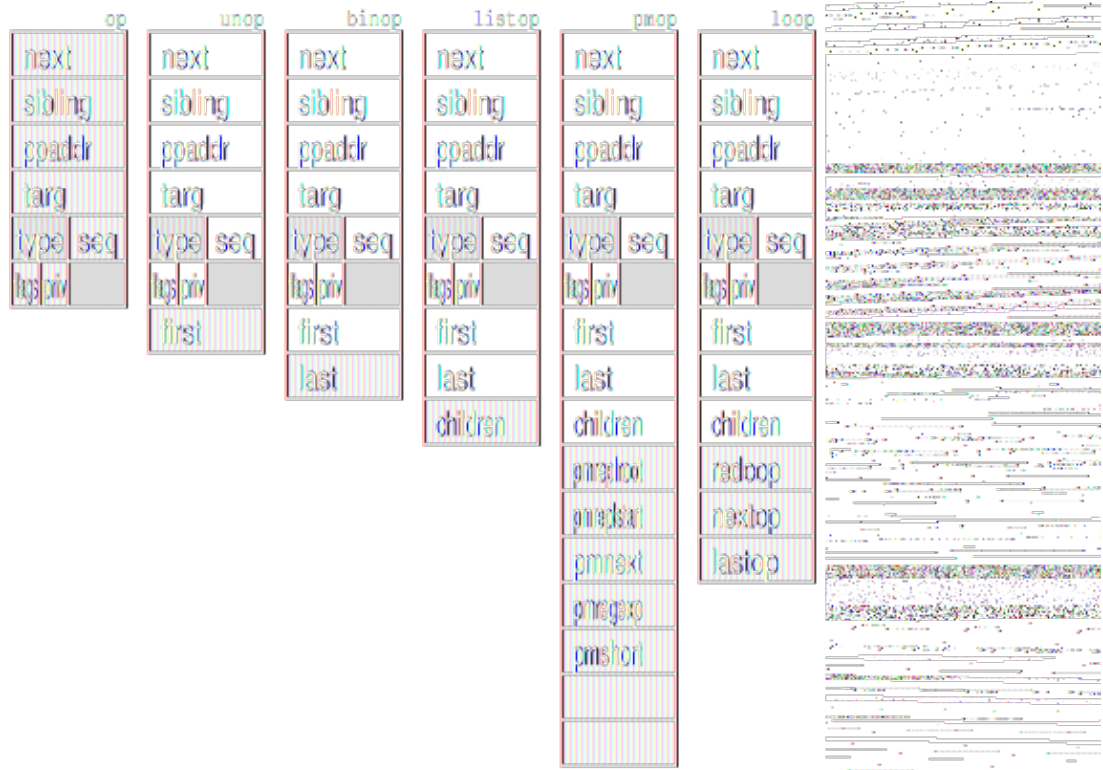 op unop binop listop pmop loop
next next next next next next
sibling sibling sibling sibling sibling sibling
ppaddr ppaddr ppaddr ppaddr ppaddr ppaddr
targ targ targ targ targ targ
type seq type seq type seq type seq type seq type seq
flags priv flags priv flags priv flags priv flags priv flags priv
first first first first first
last last last last
children children children
pmreplroot redoop
pmreplstart nextop
pmnext lastop
pmregexp
pmshort